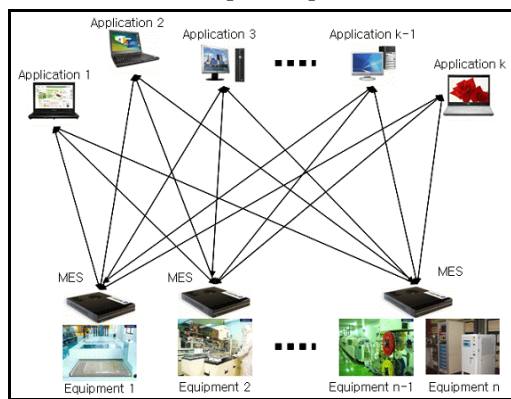 Application 2
Application 3
Application k-1
Application 1
Application k
MES
MES
MES
Equipment 1
Equipment 2
Equipment n-1
Equipment n